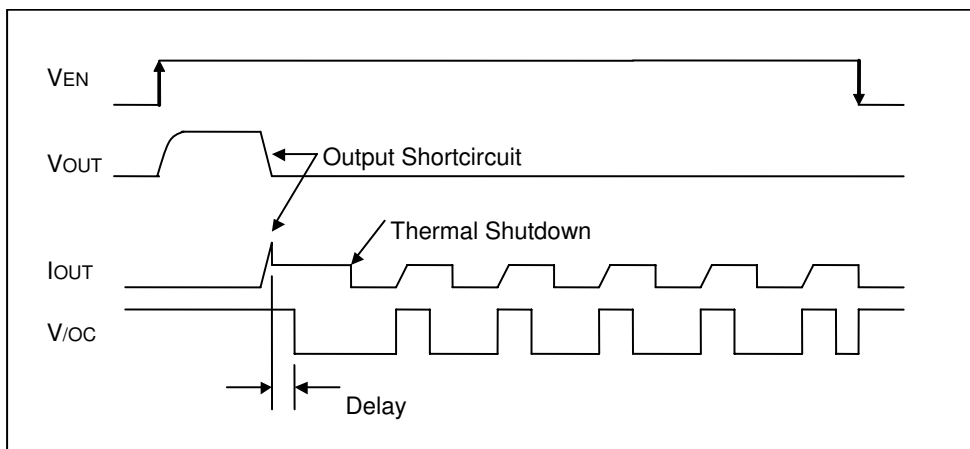 VEN
VOUT
Output Shortcircuit
Thermal Shutdown
IOUT
V/OC
Delay